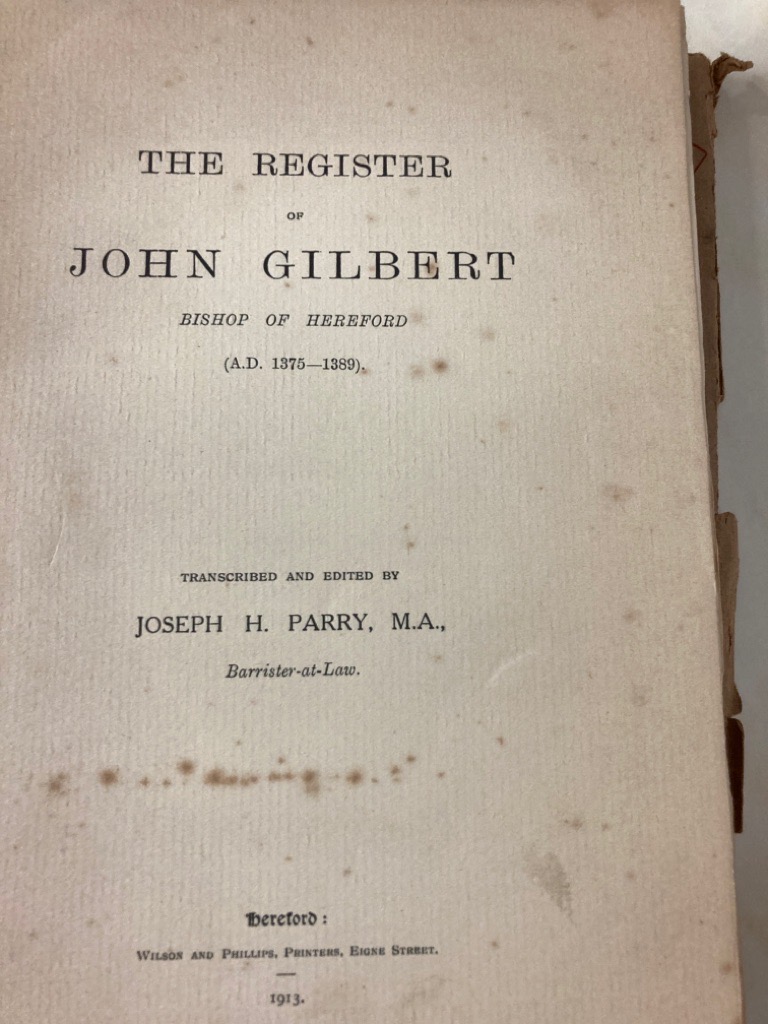 THE REGISTER
OF
JOHN GILBERT
BISHOP OF HEREFORD
(A.D. 1375—1389).
TRANSCRIBED AND EDITED BY
JOSEPH H. PARRY, M.A.,
Barrister-at-Law.
Hereford:
WILSON AND PHILLIPS, PRINTERS, EIGNE STREET.
1913.